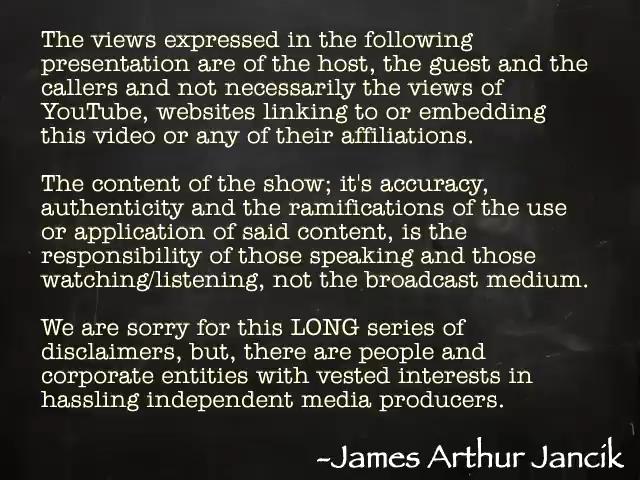 The views expressed in the following
presentation are of the host, the guest and the
callers and not necessarily the views of
YouTube, websites linking to or embedding
this video or any of their affiliations.
The content of the show; it's accuracy,
authenticity and the ramifications of the use
or application of said content, is the
responsibility of those speaking and those
watching/listening, not the broadcast medium.
We are sorry for this LONG series of
disclaimers, but, there are people and
corporate entities with vested interests in
hassling independent media producers.
-James Arthur Jancik